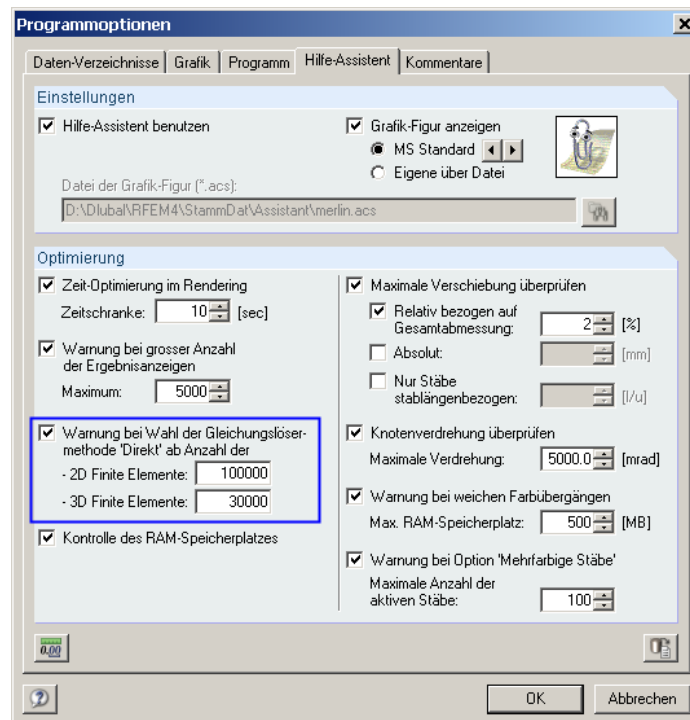 Programmoptionen
Daten-Verzeichnisse
Grafik
Programm
Hilfe-Assistent
Kommentare
Einstellungen
Hilfe-Assistent benutzen
Datei der Grafik-Figur (*.acs):
D:\Dlubal\RFEM4\StammDat\Assistant\merlin.acs
Grafik-Figur anzeigen
MS Standard
Eigene über Datei
Optimierung
Zeit-Optimierung im Rendering
Zeitschranke: 10 [sec]
Warnung bei grosser Anzahl
der Ergebnisanzeigen
Maximum: 5000
Warnung bei Wahl der Gleichungslöser-
methode 'Direkt' ab Anzahl der
- 2D Finite Elemente: 100000
- 3D Finite Elemente: 30000
Kontrolle des RAM-Speicherplatzes
Maximale Verschiebung überprüfen
Relativ bezogen auf
Gesamtabmessung: 2 [%]
Absolut: [mm]
Nur Stäbe
stablängenbezogen: [l/u]
Knotenverdrehung überprüfen
Maximale Verdrehung: 5000.0 [mrad]
Warnung bei weichen Farbübergängen
Max. RAM-Speicherplatz: 500 [MB]
Warnung bei Option 'Mehrfarbige Stäbe'
Maximale Anzahl der
aktiven Stäbe: 100
0.00
OK
Abbrechen